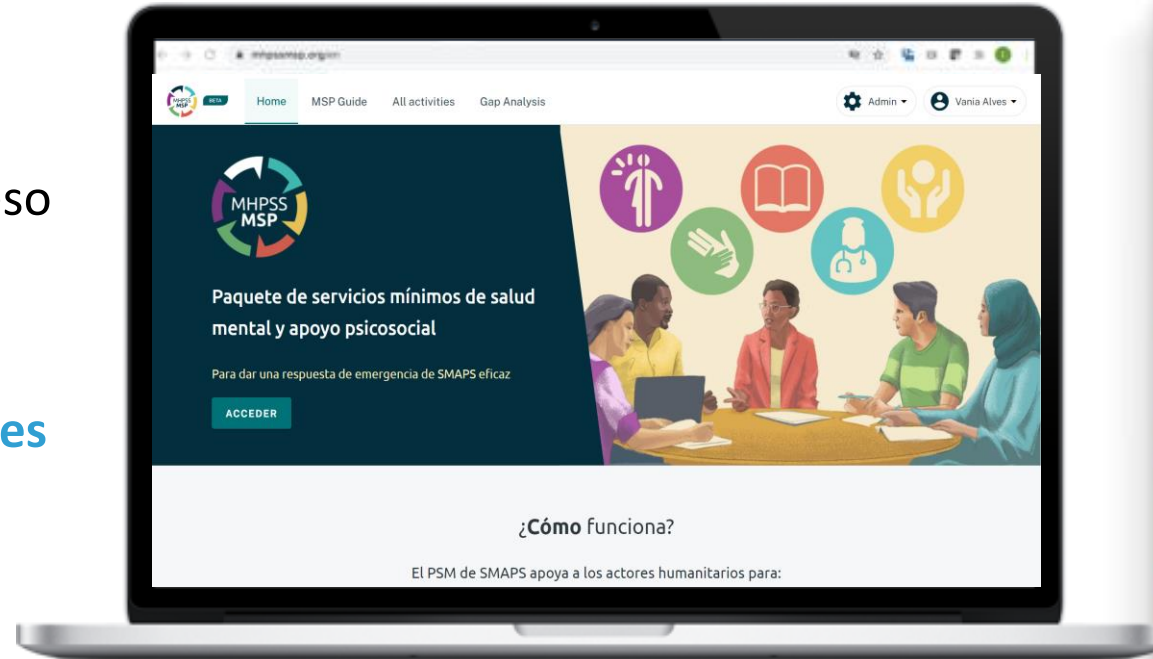 so
es
mhpssmsp.org/en
MHPSS
MSP
BETA
Home
MSP Guide
All activities
Gap Analysis
Admin
Vania Alves
MHPSS
MSP
Paquete de servicios mínimos de salud
mental y apoyo psicosocial
Para dar una respuesta de emergencia de SMAPS eficaz
ACCEDER
¿Cómo funciona?
El PSM de SMAPS apoya a los actores humanitarios para: